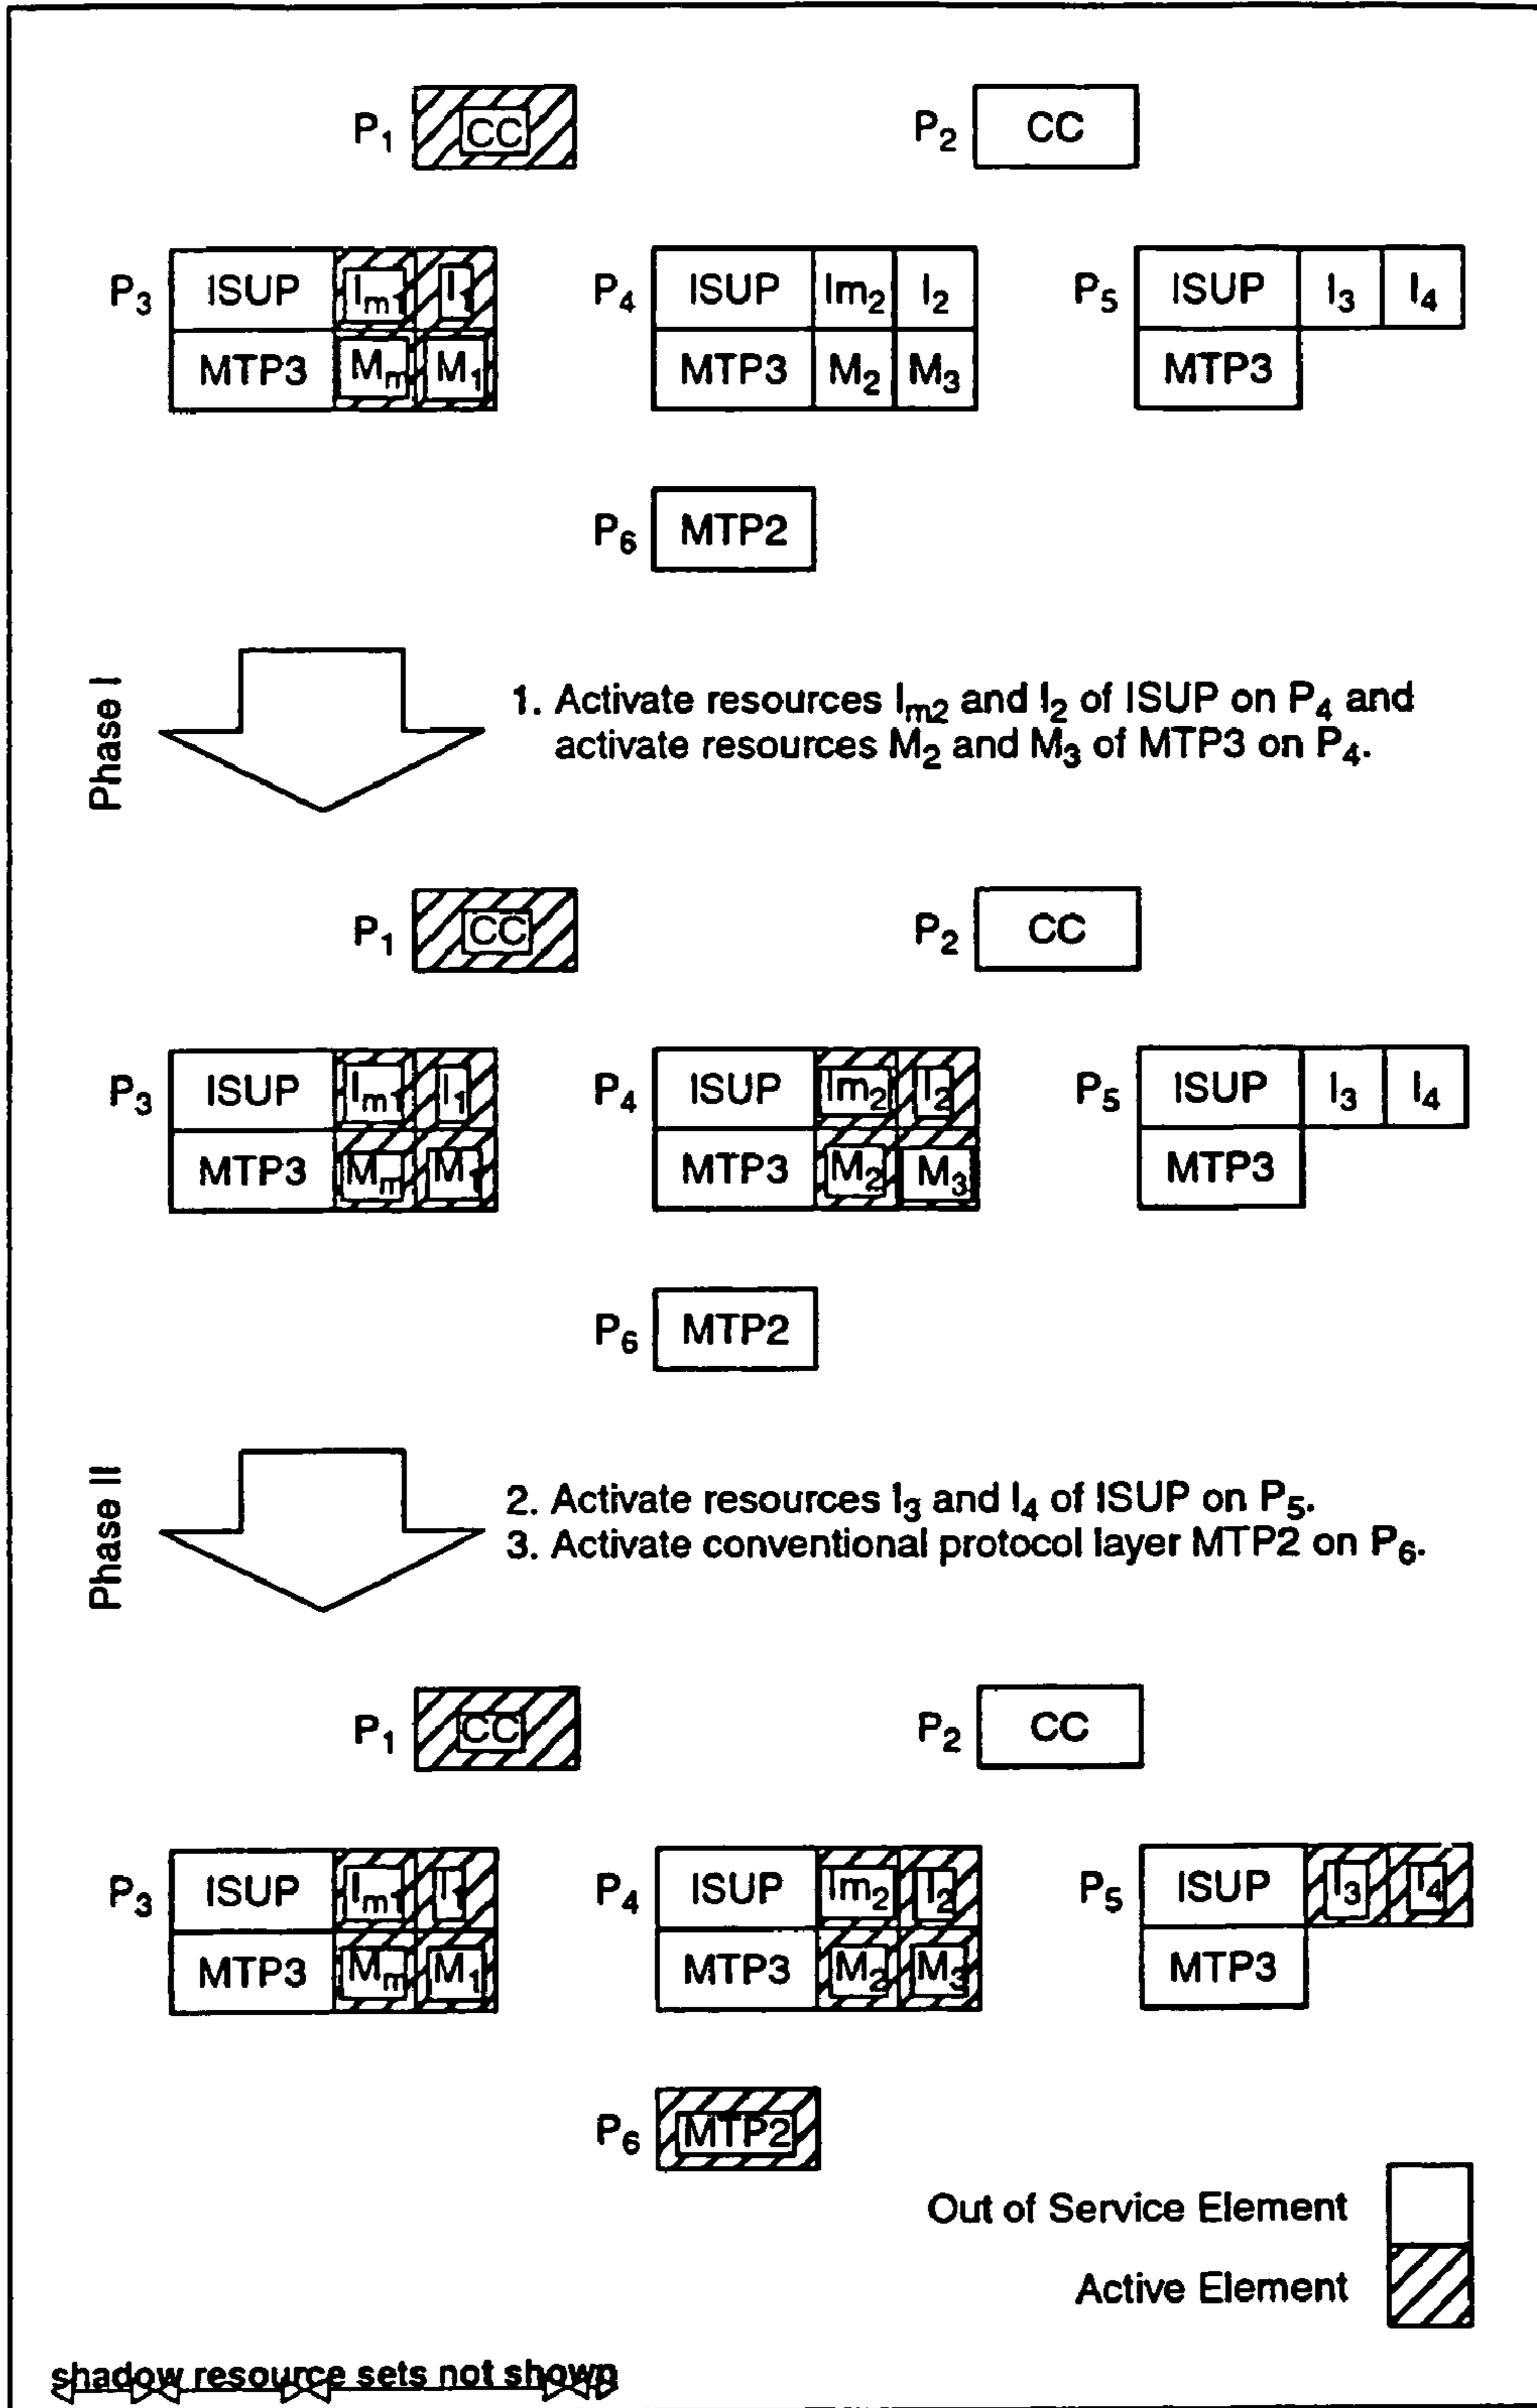 P₁ CC P₂ CC
P₃ ISUP Iₘ₁ I₁ P₄ ISUP Im₂ I₂ P₅ ISUP I₃ I₄
MTP3 Mₘ M₁ MTP3 M₂ M₃ MTP3
P₆ MTP2
Phase I
1. Activate resources Iₘ₂ and I₂ of ISUP on P₄ and
activate resources M₂ and M₃ of MTP3 on P₄.
P₁ CC P₂ CC
P₃ ISUP Iₘ₁ I₁ P₄ ISUP Im₂ I₂ P₅ ISUP I₃ I₄
MTP3 Mₘ M₁ MTP3 M₂ M₃ MTP3
P₆ MTP2
Phase II
2. Activate resources I₃ and I₄ of ISUP on P₅.
3. Activate conventional protocol layer MTP2 on P₆.
P₁ CC P₂ CC
P₃ ISUP Iₘ₁ I₁ P₄ ISUP Im₂ I₂ P₅ ISUP I₃ I₄
MTP3 Mₘ M₁ MTP3 M₂ M₃ MTP3
P₆ MTP2
Out of Service Element
Active Element
shadow resource sets not shown